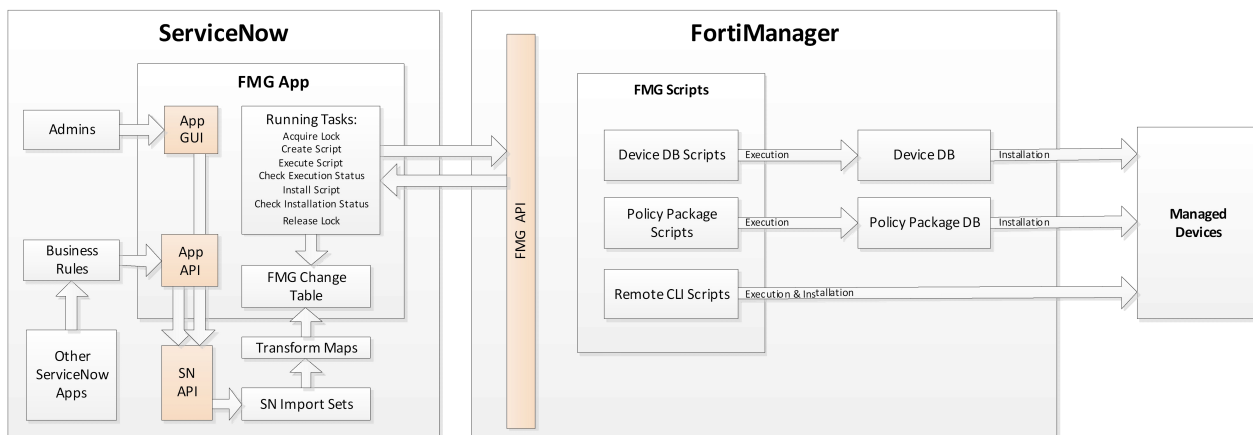 ServiceNow
FMG App
Admins
App
GUI
Running Tasks:
Acquire Lock
Create Script
Execute Script
Check Execution Status
Install Script
Check Installation Status
Release Lock
Business
Rules
App
API
FMG Change
Table
Other
ServiceNow
Apps
SN
API
Transform Maps
SN Import Sets
FortiManager
FMG API
FMG Scripts
Device DB Scripts
Execution
Device DB
Installation
Policy Package
Scripts
Execution
Policy Package DB
Installation
Remote CLI Scripts
Execution & Installation
Managed
Devices